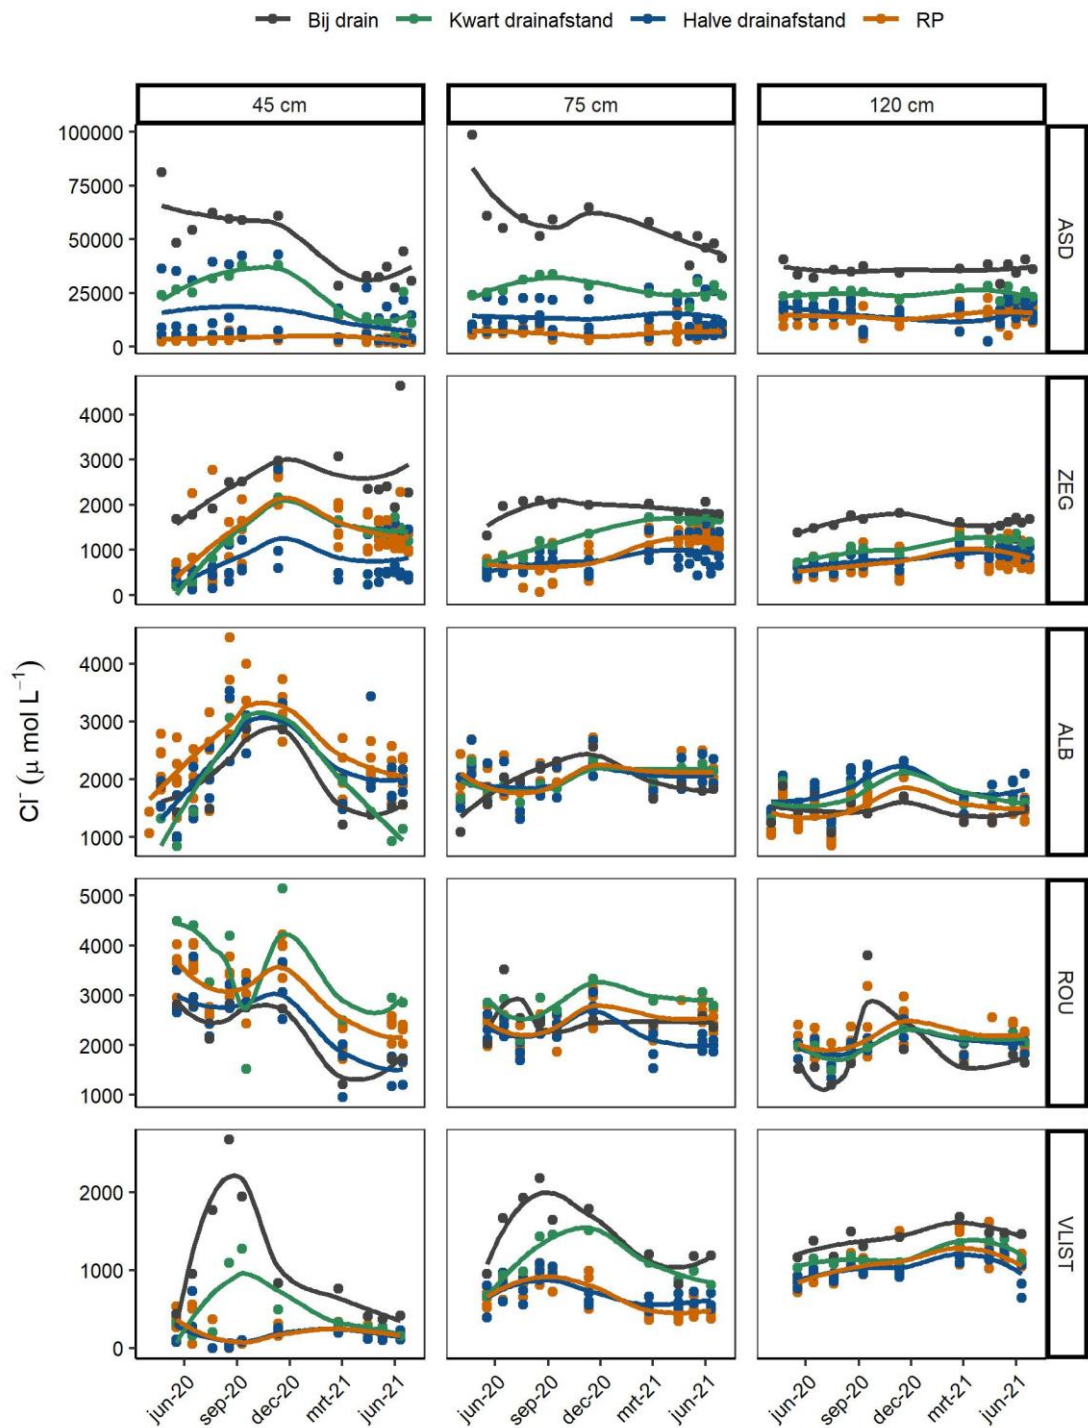 Bij drain Kwart drainafstand Halve drainafstand RP
45 cm 75 cm 120 cm
100000
75000
50000
25000
0
ASD
4000
3000
2000
1000
0
ZEG
Cl⁻ (µ mol L⁻¹)
4000
3000
2000
1000
ALB
5000
4000
3000
2000
1000
ROU
2000
1000
0
VLIST
jun-20 sep-20 dec-20 mrt-21 jun-21 jun-20 sep-20 dec-20 mrt-21 jun-21 jun-20 sep-20 dec-20 mrt-21 jun-21